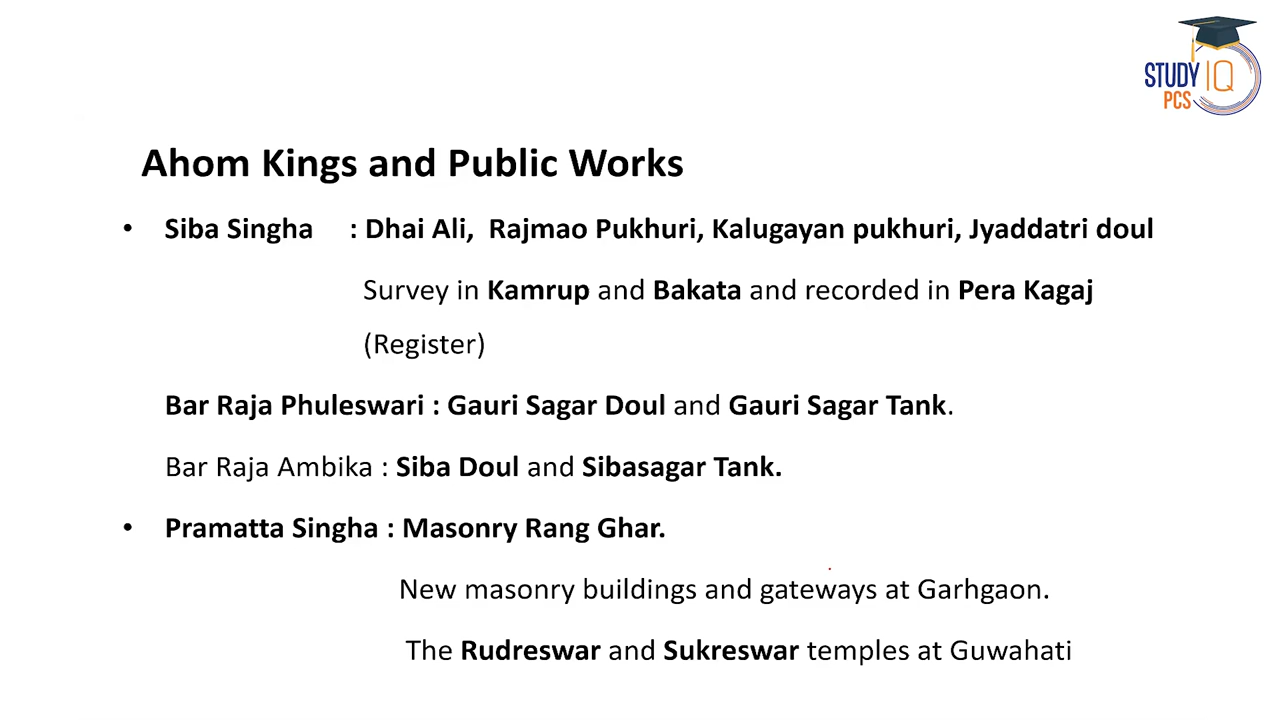 STUDY IQ
PCS
Ahom Kings and Public Works
• Siba Singha : Dhai Ali, Rajmao Pukhuri, Kalugayan pukhuri, Jyaddatri doul
Survey in Kamrup and Bakata and recorded in Pera Kagaj
(Register)
Bar Raja Phuleswari : Gauri Sagar Doul and Gauri Sagar Tank.
Bar Raja Ambika : Siba Doul and Sibasagar Tank.
• Pramatta Singha : Masonry Rang Ghar.
New masonry buildings and gateways at Garhgaon.
The Rudreswar and Sukreswar temples at Guwahati